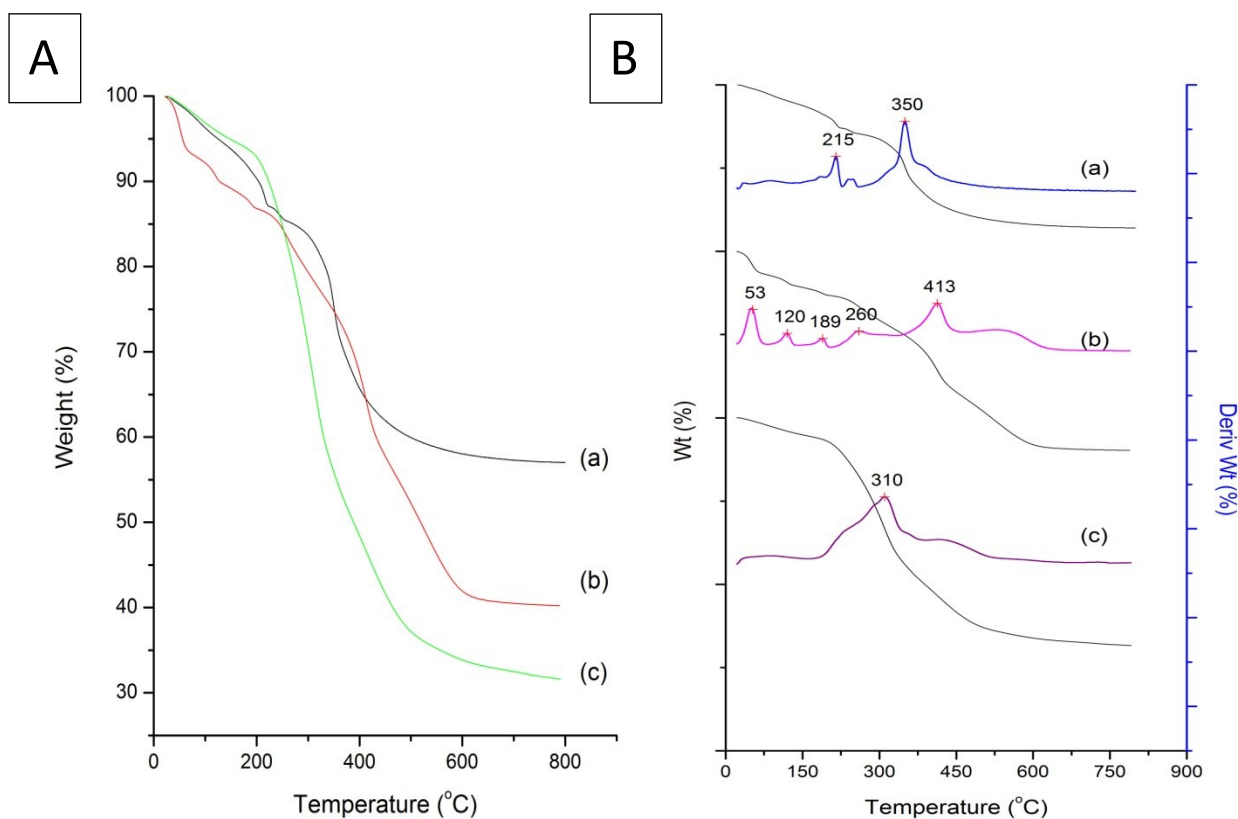 A
B
100
90
80
70
60
50
40
30
Weight (%)
(a)
(b)
(c)
0
200
400
600
800
Temperature (°C)
215
350
(a)
53
120
189
260
413
(b)
310
(c)
Wt (%)
Deriv Wt (%)
0
150
300
450
600
750
900
Temperature (°C)